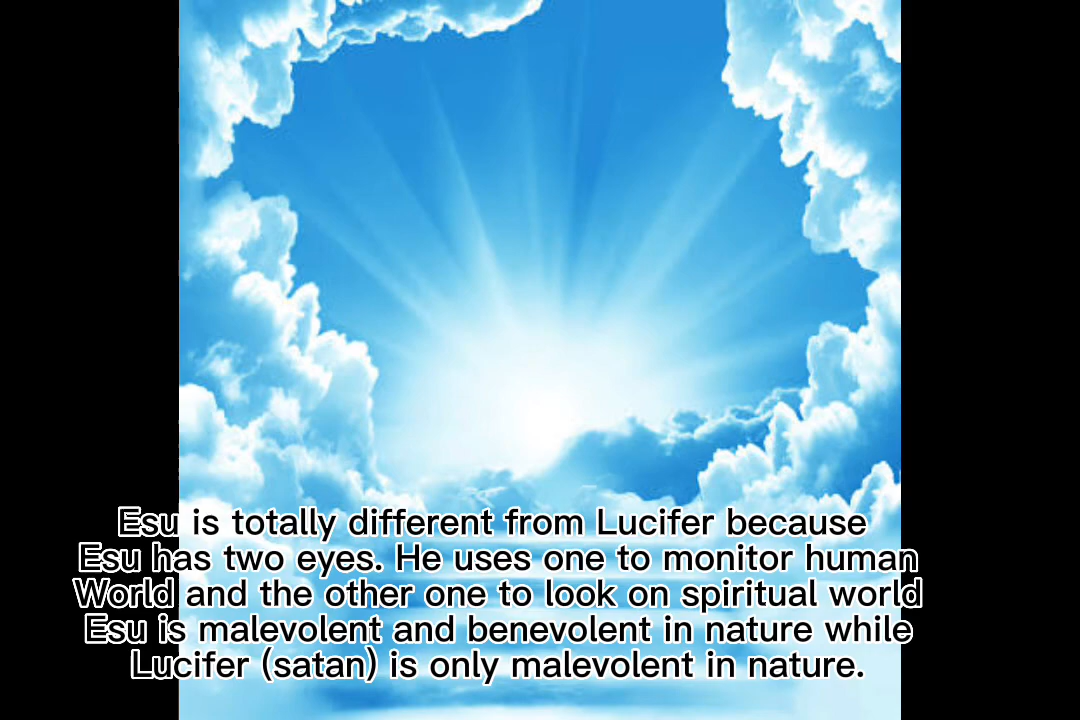 Esu is totally different from Lucifer because
Esu has two eyes. He uses one to monitor human
World and the other one to look on spiritual world
Esu is malevolent and benevolent in nature while
Lucifer (satan) is only malevolent in nature.